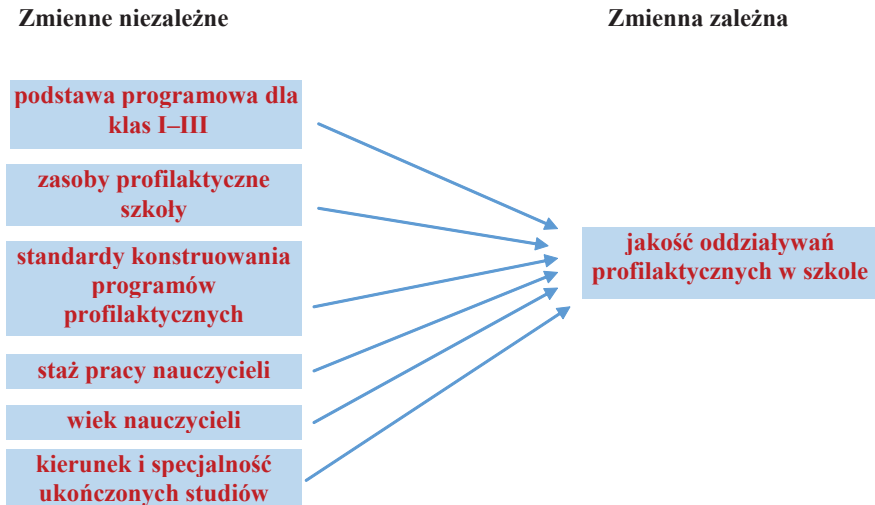 Zmienne niezależne
Zmienna zależna
podstawa programowa dla
klas I–III
zasoby profilaktyczne
szkoły
standardy konstruowania
programów
profilaktycznych
staż pracy nauczycieli
wiek nauczycieli
kierunek i specjalność
ukończonych studiów
jakość oddziaływań
profilaktycznych w szkole